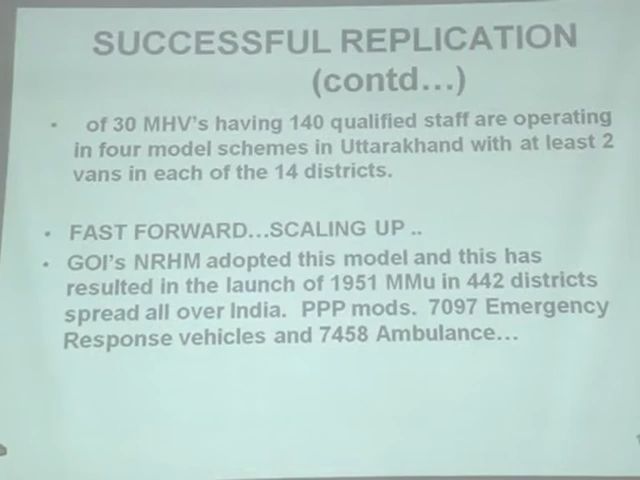 SUCCESSFUL REPLICATION
(contd…)
• of 30 MHV's having 140 qualified staff are operating
in four model schemes in Uttarakhand with at least 2
vans in each of the 14 districts.
• FAST FORWARD…SCALING UP ..
• GOI's NRHM adopted this model and this has
resulted in the launch of 1951 MMu in 442 districts
spread all over India. PPP mods. 7097 Emergency
Response vehicles and 7458 Ambulance…